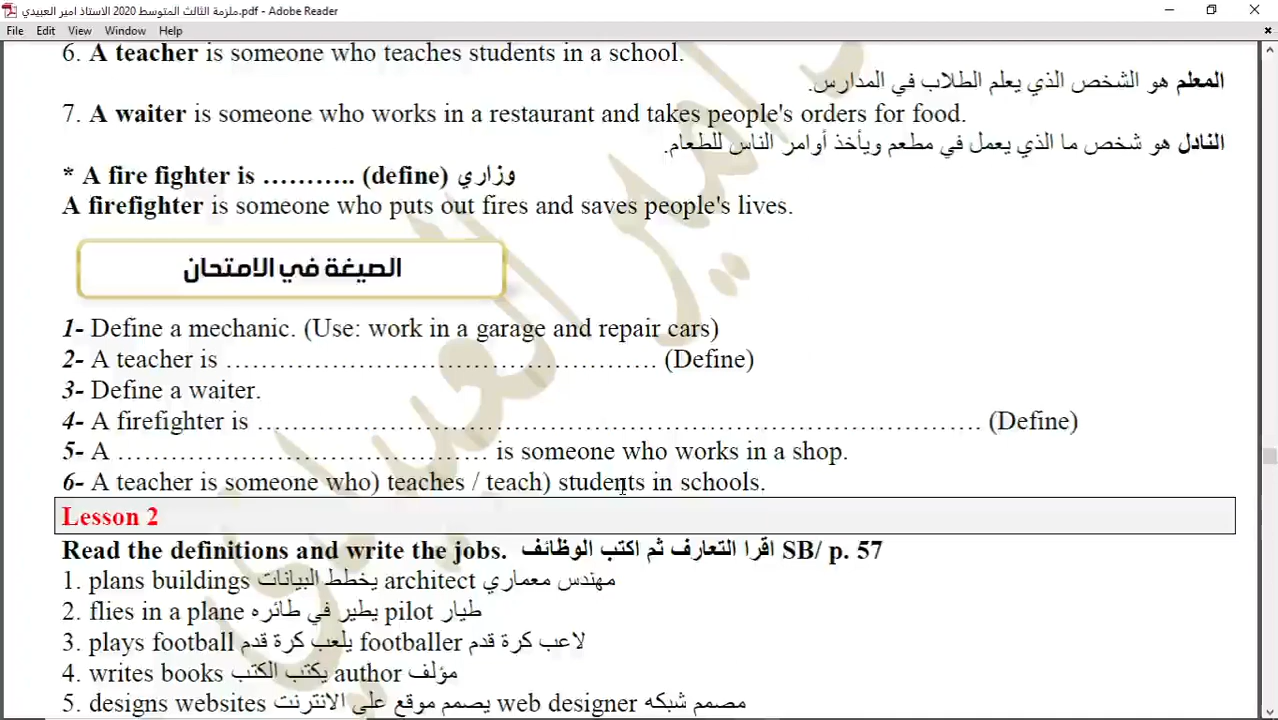 ملزمة الثالث المتوسط 2020 الاستاذ امير العبيدي.pdf - Adobe Reader
File Edit View Window Help
6. A teacher is someone who teaches students in a school.
المعلم هو الشخص الذي يعلم الطلاب في المدارس.
7. A waiter is someone who works in a restaurant and takes people's orders for food.
النادل هو شخص ما الذي يعمل في مطعم ويأخذ أوامر الناس للطعام.
* A fire fighter is ……….. (define) وزاري
A firefighter is someone who puts out fires and saves people's lives.
الصيغة في الامتحان
1- Define a mechanic. (Use: work in a garage and repair cars)
2- A teacher is ………………………………………… (Define)
3- Define a waiter.
4- A firefighter is ………………………………………………………………………. (Define)
5- A …………………………………… is someone who works in a shop.
6- A teacher is someone who) teaches / teach) students in schools.
Lesson 2
Read the definitions and write the jobs. اقرا التعارف ثم اكتب الوظائف SB/ p. 57
1. plans buildings يخطط البيانات architect مهندس معماري
2. flies in a plane يطير في طائره pilot طيار
3. plays football يلعب كرة قدم footballer لاعب كرة قدم
4. writes books يكتب الكتب author مؤلف
5. designs websites يصمم موقع على الانترنت web designer مصمم شبكه
امير العبيدي